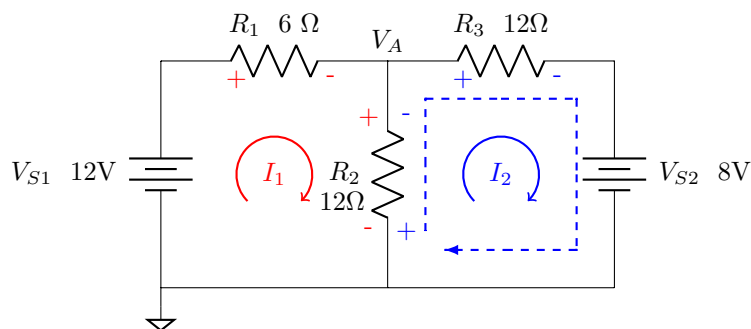 R1 6 Ω
VA
R3 12Ω
+ - + -
+ -
VS1 12V
I1
R2
12Ω
I2
VS2 8V
- +